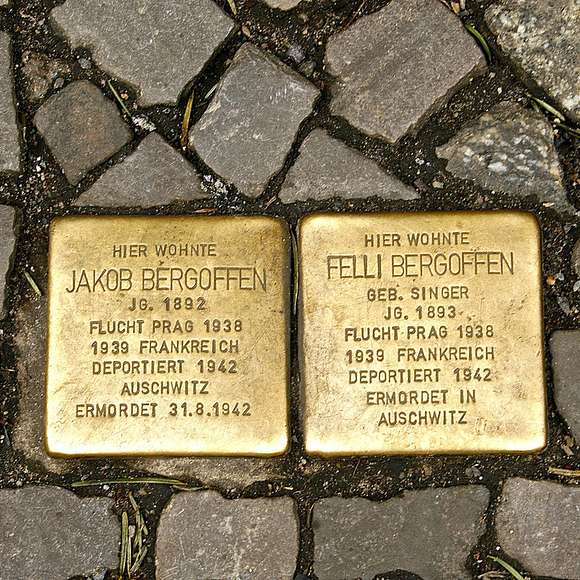 HIER WOHNTE
JAKOB BERGOFFEN
JG. 1892
FLUCHT PRAG 1938
1939 FRANKREICH
DEPORTIERT 1942
AUSCHWITZ
ERMORDET 31.8.1942
HIER WOHNTE
FELLI BERGOFFEN
GEB. SINGER
JG. 1893
FLUCHT PRAG 1938
1939 FRANKREICH
DEPORTIERT 1942
ERMORDET IN
AUSCHWITZ